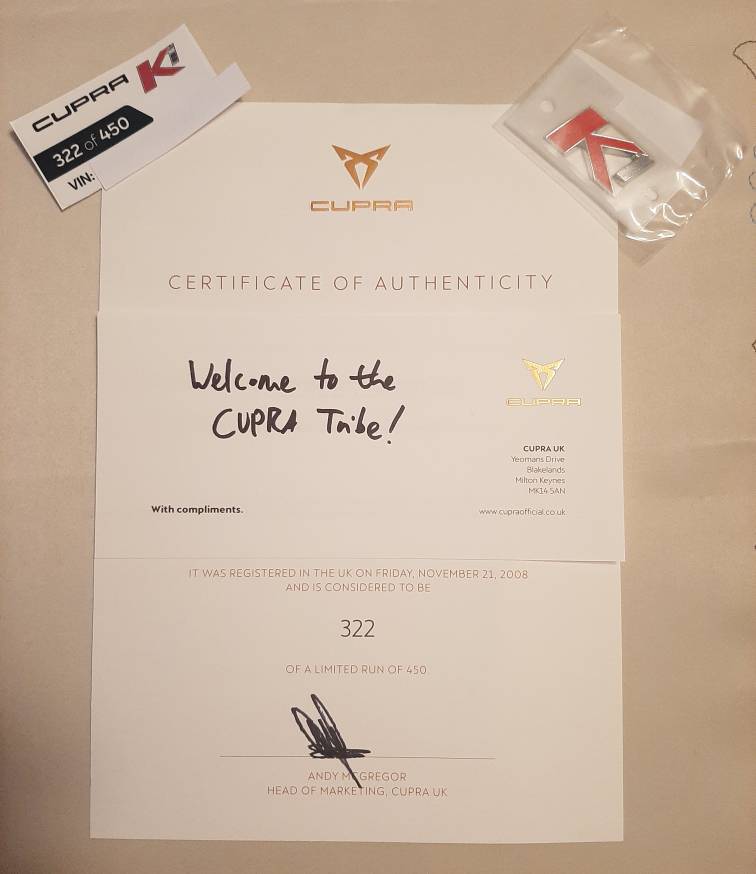 CUPRA K1
322 of 450
VIN:
K1
CUPRA
CERTIFICATE OF AUTHENTICITY
Welcome to the
CUPRA Tribe!
CUPRA
CUPRA UK
Yeomans Drive
Blakelands
Milton Keynes
MK14 5AN
With compliments.
www.cupraofficial.co.uk
IT WAS REGISTERED IN THE UK ON FRIDAY, NOVEMBER 21, 2008
AND IS CONSIDERED TO BE
322
OF A LIMITED RUN OF 450
ANDY MCGREGOR
HEAD OF MARKETING, CUPRA UK